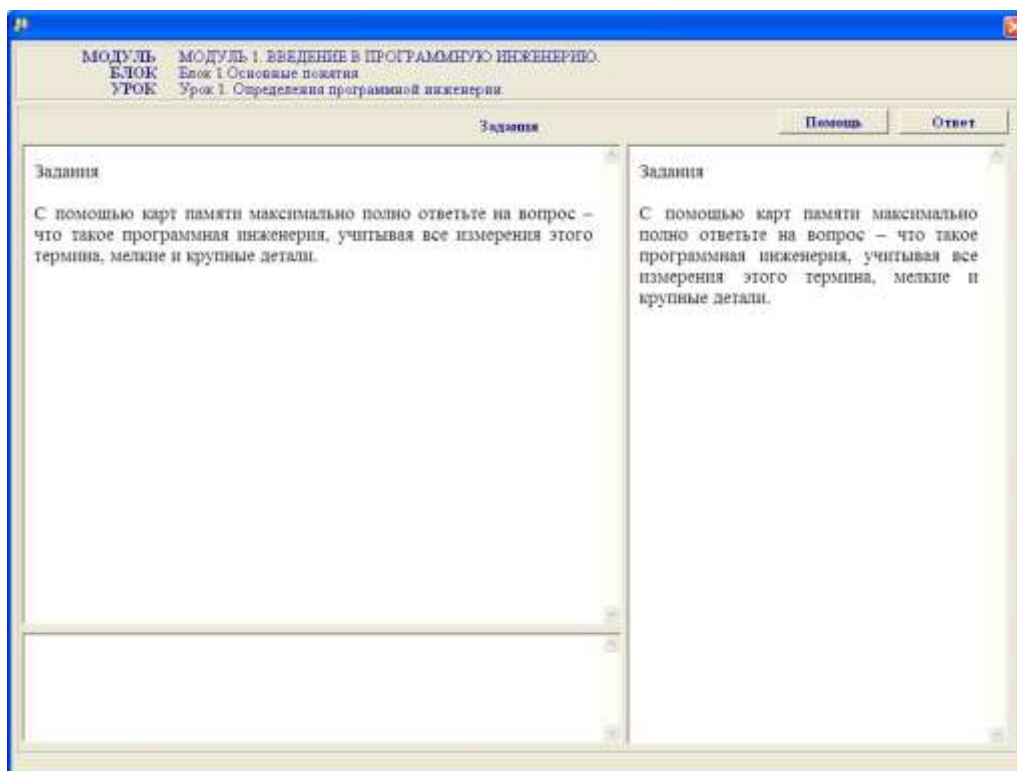 МОДУЛЬ МОДУЛЬ 1. ВВЕДЕНИЕ В ПРОГРАММНУЮ ИНЖЕНЕРИЮ.
БЛОК Блок 1 Основные понятия
УРОК Урок 1. Определения программной инженерии
Задания
Помощь
Ответ
Задания
С помощью карт памяти максимально полно ответьте на вопрос –
что такое программная инженерия, учитывая все измерения этого
термина, мелкие и крупные детали.
Задания
С помощью карт памяти максимально
полно ответьте на вопрос – что такое
программная инженерия, учитывая все
измерения этого термина, мелкие и
крупные детали.